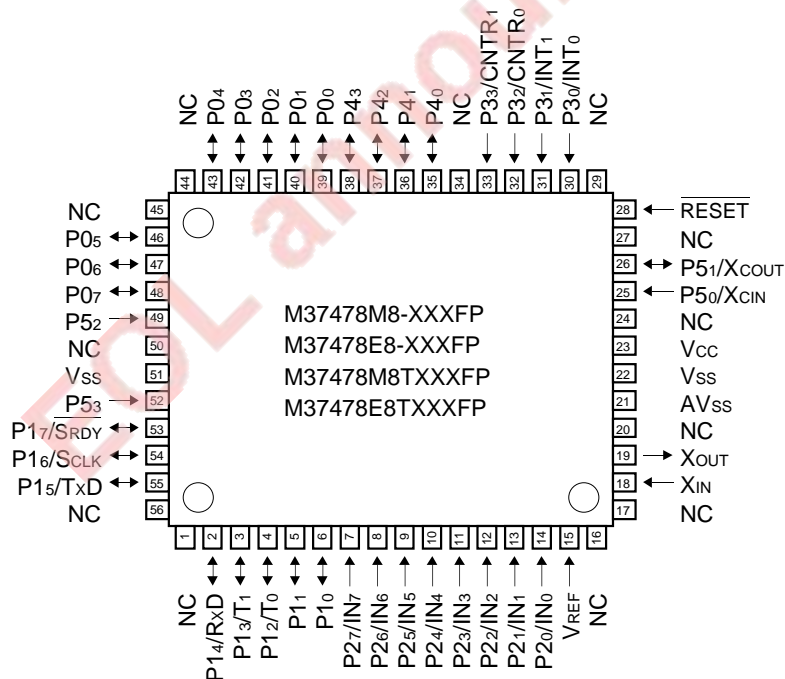 NC
P04
P03
P02
P01
P00
P43
P42
P41
P40
NC
P33/CNTR1
P32/CNTR0
P31/INT1
P30/INT0
NC
44
43
42
41
40
39
38
37
36
35
34
33
32
31
30
29
NC 45
P05 46
P06 47
P07 48
P52 49
NC 50
VSS 51
P53 52
P17/SRDY 53
P16/SCLK 54
P15/TXD 55
NC 56
M37478M8-XXXFP
M37478E8-XXXFP
M37478M8TXXXFP
M37478E8TXXXFP
28 RESET
27 NC
26 P51/XCOUT
25 P50/XCIN
24 NC
23 VCC
22 VSS
21 AVSS
20 NC
19 XOUT
18 XIN
17 NC
1
2
3
4
5
6
7
8
9
10
11
12
13
14
15
16
NC
P14/RXD
P13/T1
P12/T0
P11
P10
P27/IN7
P26/IN6
P25/IN5
P24/IN4
P23/IN3
P22/IN2
P21/IN1
P20/IN0
VREF
NC
EOL annou